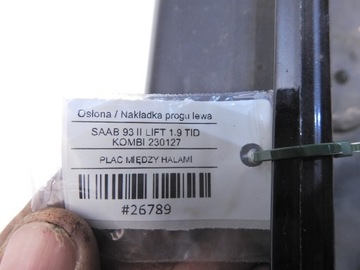 Osłona / Nakładka progu lewa
SAAB 93 II LIFT 1.9 TID
KOMBI 230127
PLAC MIĘDZY HALAMI
#26789